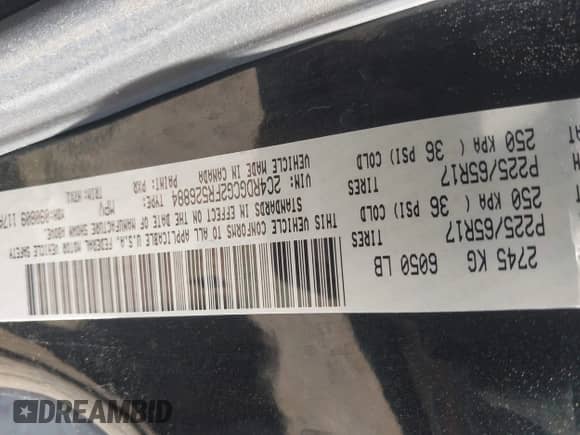 2745 KG 6050 LB
TIRES
P225/65R17
250 KPA ( 36 PSI) COLD
TIRES
P225/65R17
250 KPA ( 36 PSI) COLD
THIS VEHICLE CONFORMS TO ALL APPLICABLE U.S.A. FEDERAL MOTOR VEHICLE SAFETY
STANDARDS IN EFFECT ON THE DATE OF MANUFACTURE SHOWN ABOVE.
VIN: 2C4RDGCG2FR526884 TYPE: MPV
VEHICLE MADE IN CANADA PAINT: PXR
TRIM:
DREAMBID